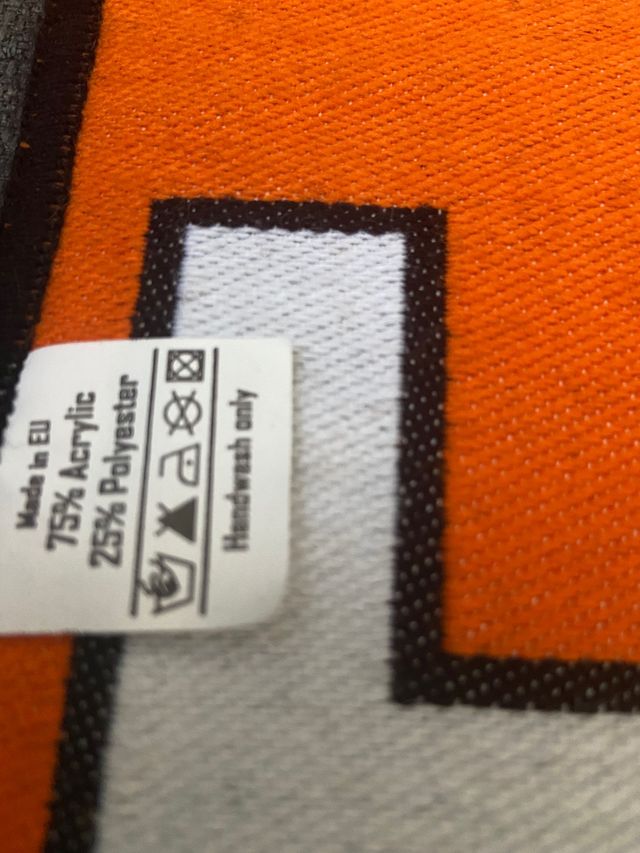 Made in EU
75% Acrylic
25% Polyester
Handwash only